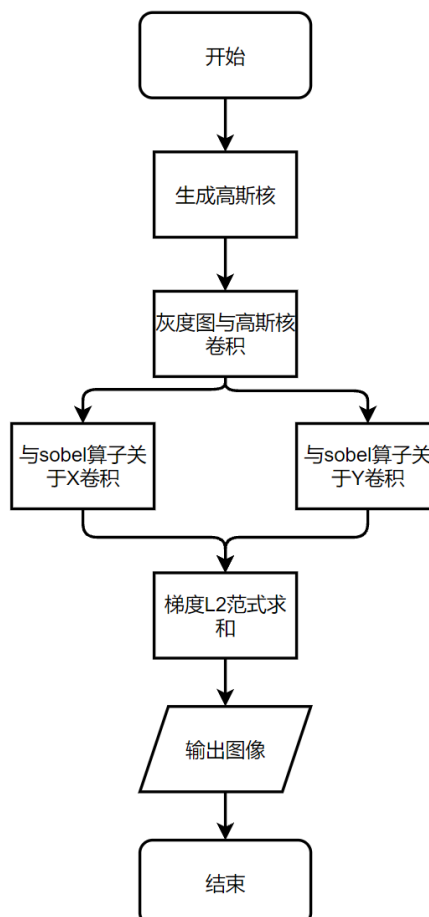 开始
生成高斯核
灰度图与高斯核
卷积
与sobel算子关
于X卷积
与sobel算子关
于Y卷积
梯度L2范式求
和
输出图像
结束